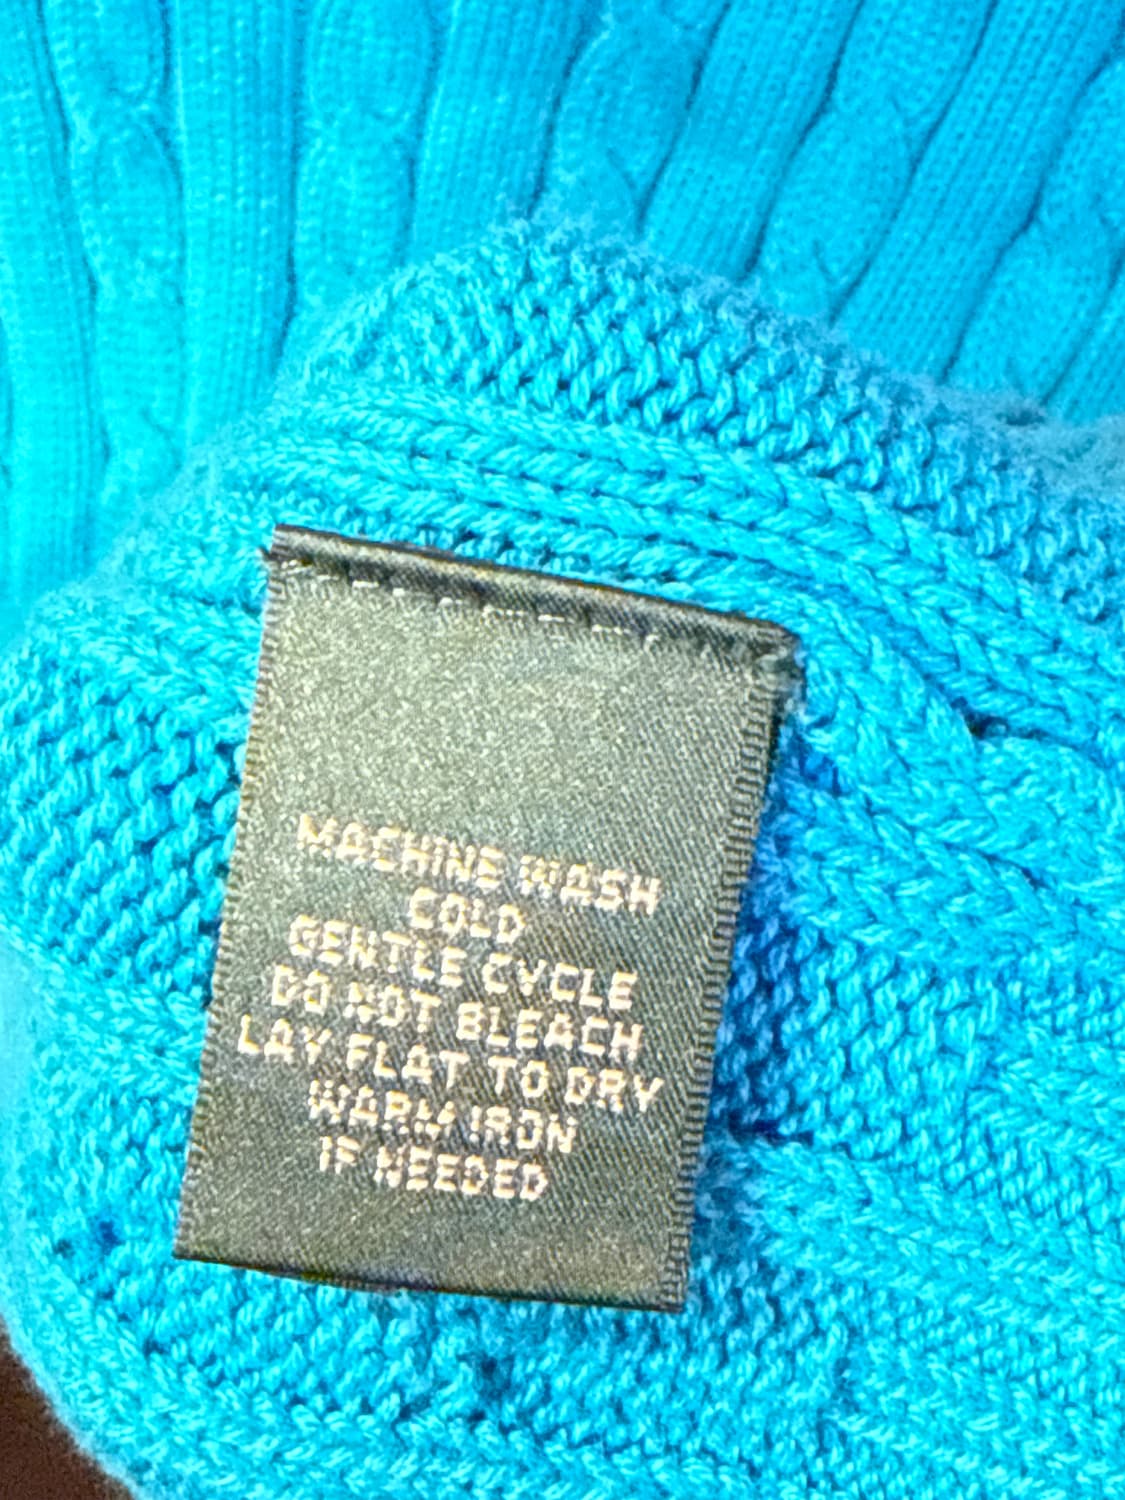 MACHINE WASH
COLD
GENTLE CYCLE
DO NOT BLEACH
LAY FLAT TO DRY
WARM IRON
IF NEEDED